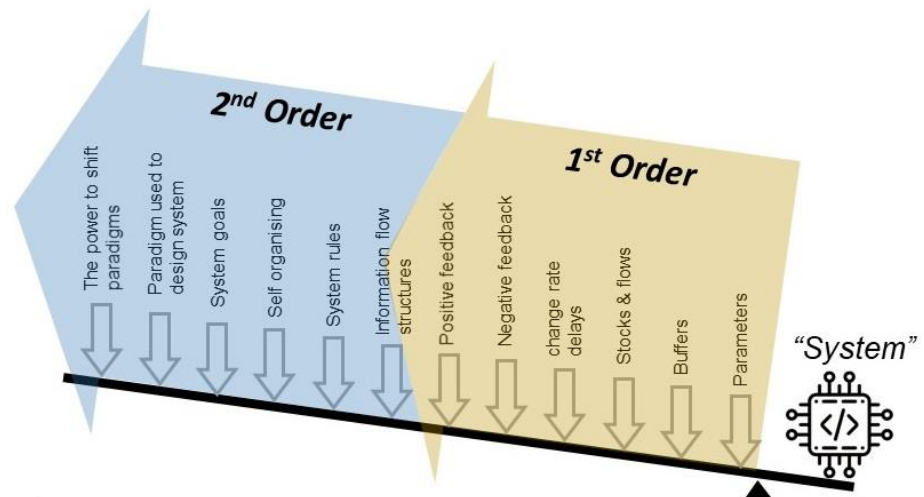 2nd Order
1st Order
The power to shift
paradigms
Paradigm used to
design system
System goals
Self organising
System rules
Information flow
structures
Positive feedback
Negative feedback
change rate
delays
Stocks & flows
Buffers
Parameters
"System"
</>